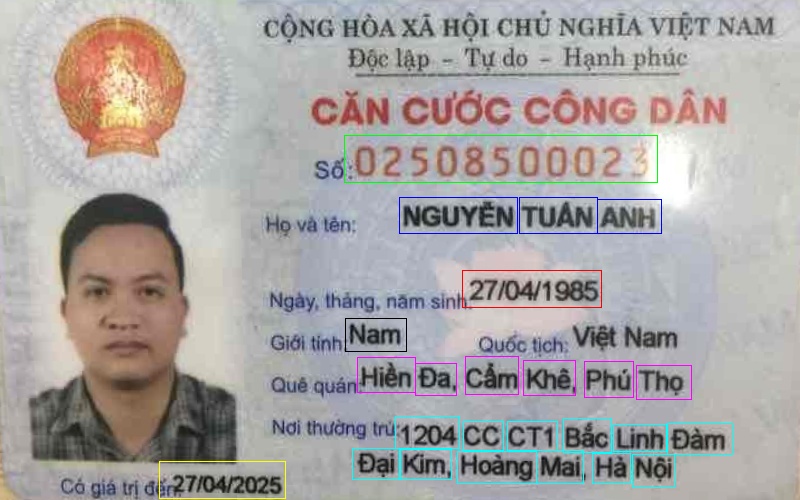 CỘNG HÒA XÃ HỘI CHỦ NGHĨA VIỆT NAM
Độc lập - Tự do - Hạnh phúc
CĂN CƯỚC CÔNG DÂN
Số: 025085000023
Họ và tên: NGUYỄN TUẤN ANH
Ngày, tháng, năm sinh: 27/04/1985
Giới tính: Nam Quốc tịch: Việt Nam
Quê quán: Hiền Đa, Cẩm Khê, Phú Thọ
Nơi thường trú: 1204 CC CT1 Bắc Linh Đàm
Đại Kim, Hoàng Mai, Hà Nội
Có giá trị đến: 27/04/2025